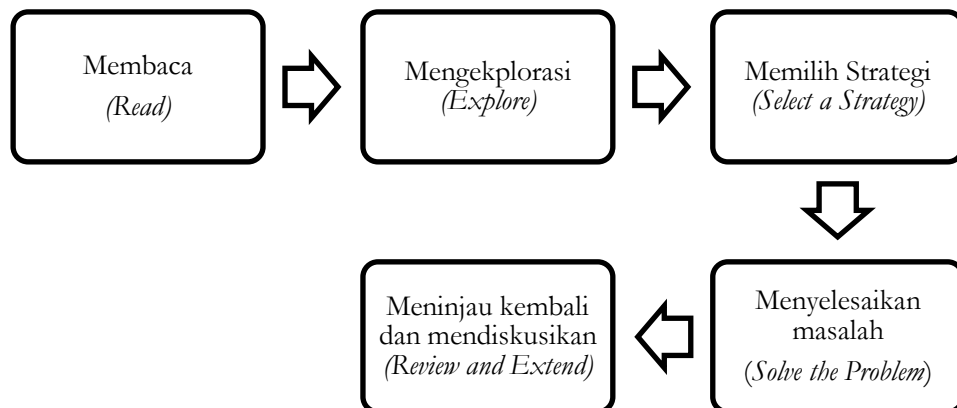 Membaca
(Read)
Mengekplorasi
(Explore)
Memilih Strategi
(Select a Strategy)
Menyelesaikan
masalah
(Solve the Problem)
Meninjau kembali
dan mendiskusikan
(Review and Extend)